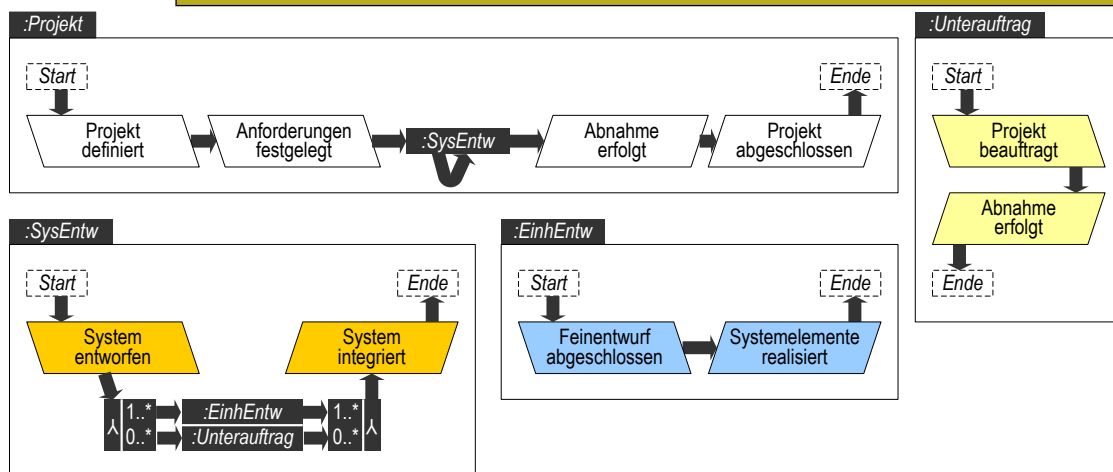 :Projekt
Start
Ende
Projekt
definiert
Anforderungen
festgelegt
:SysEntw
Abnahme
erfolgt
Projekt
abgeschlossen
:Unterauftrag
Start
Projekt
beauftragt
Abnahme
erfolgt
Ende
:SysEntw
Start
Ende
System
entworfen
System
integriert
1..*
:EinhEntw
1..*
0..*
:Unterauftrag
0..*
:EinhEntw
Start
Ende
Feinentwurf
abgeschlossen
Systemelemente
realisiert